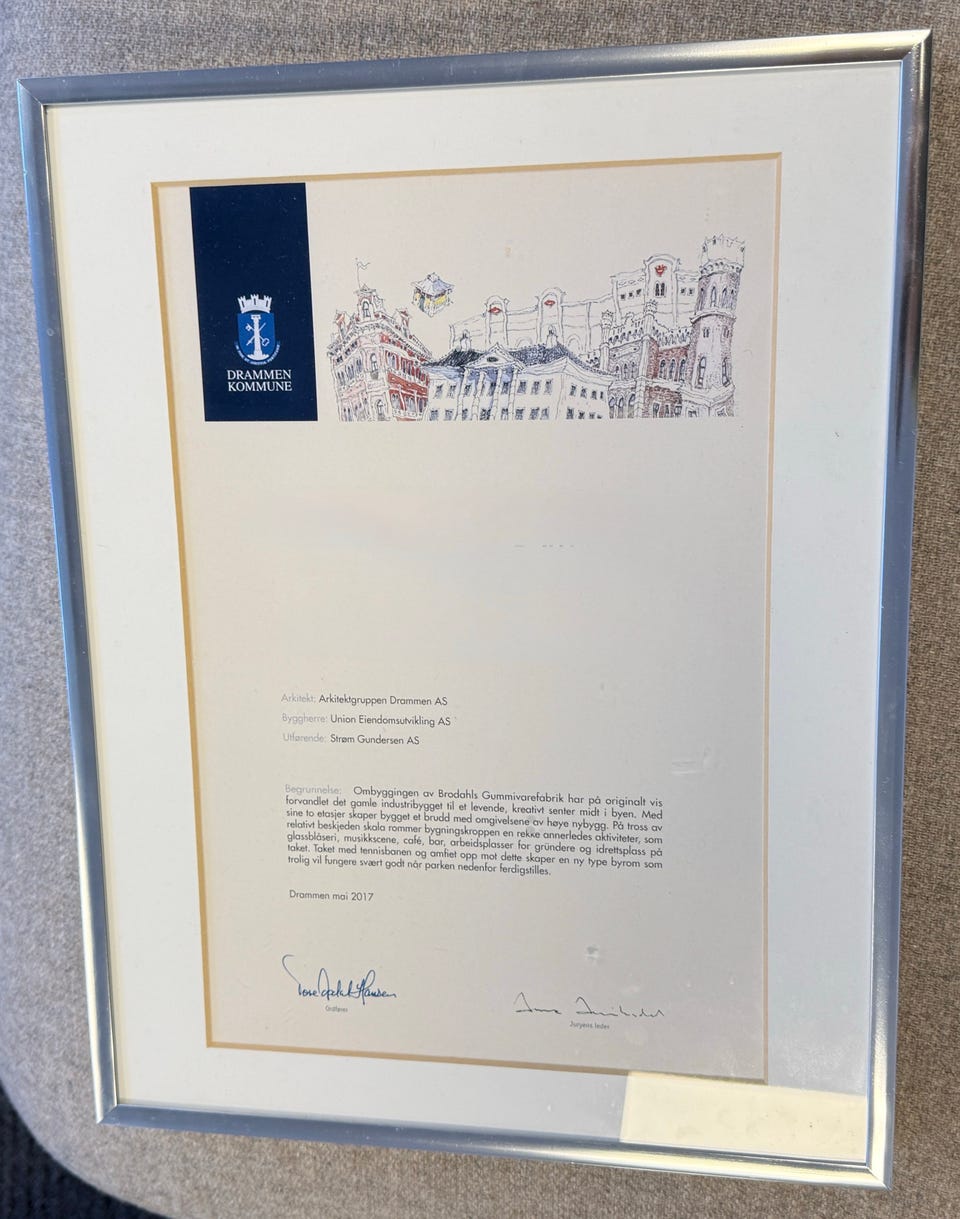 DRAMMEN
KOMMUNE
Arkitekt: Arkitektgruppen Drammen AS
Byggherre: Union Eiendomsutvikling AS
Utførende: Strøm Gundersen AS
Begrunnelse: Ombyggingen av Brodahls Gummivarefabrik har på originalt vis
forvandlet det gamle industribygget til et levende, kreativt senter midt i byen. Med
sine to etasjer skaper bygget et brudd med omgivelsene av høye nybygg. På tross av
relativt beskjeden skala rommer bygningskroppen en rekke annerledes aktiviteter, som
glassblåseri, musikkscene, café, bar, arbeidsplasser for gründere og idrettsplass på
taket. Taket med tennisbanen og amfiet opp mot dette skaper en ny type byrom som
trolig vil fungere svært godt når parken nedenfor ferdigstilles.
Drammen mai 2017
Tore Opdal Hansen
Ordfører
Juryens leder